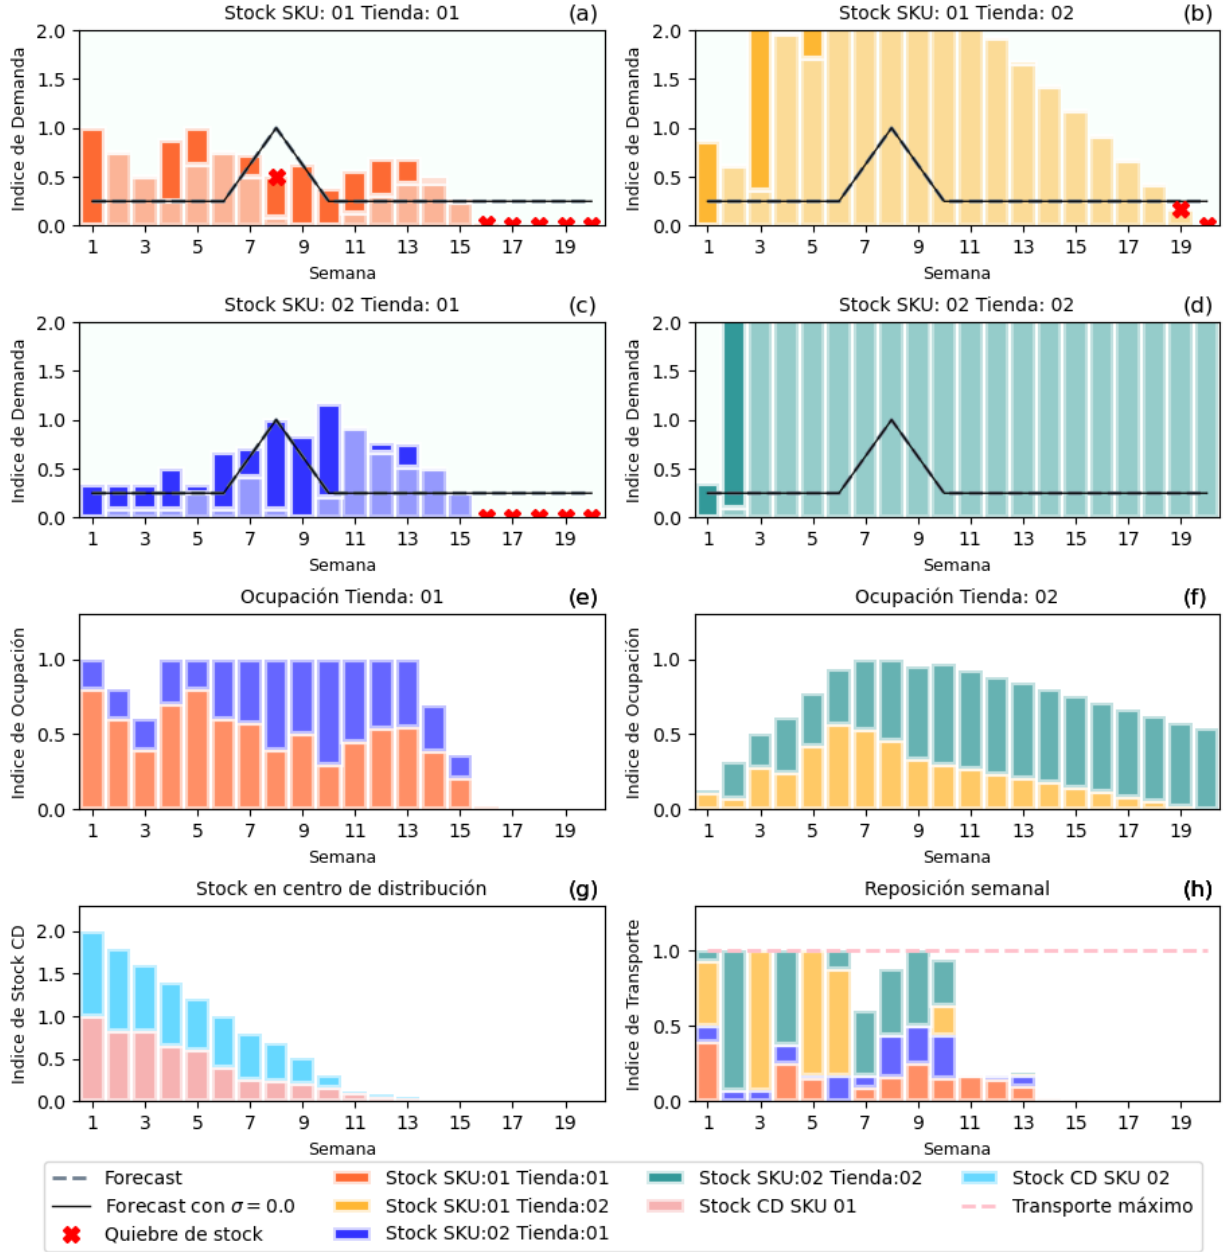 Stock SKU: 01 Tienda: 01 (a)
Indice de Demanda
2.0
1.5
1.0
0.5
0.0
1 3 5 7 9 11 13 15 17 19
Semana
Stock SKU: 01 Tienda: 02 (b)
Indice de Demanda
2.0
1.5
1.0
0.5
0.0
1 3 5 7 9 11 13 15 17 19
Semana
Stock SKU: 02 Tienda: 01 (c)
Indice de Demanda
2.0
1.5
1.0
0.5
0.0
1 3 5 7 9 11 13 15 17 19
Semana
Stock SKU: 02 Tienda: 02 (d)
Indice de Demanda
2.0
1.5
1.0
0.5
0.0
1 3 5 7 9 11 13 15 17 19
Semana
Ocupación Tienda: 01 (e)
Indice de Ocupación
1.0
0.5
0.0
1 3 5 7 9 11 13 15 17 19
Semana
Ocupación Tienda: 02 (f)
Indice de Ocupación
1.0
0.5
0.0
1 3 5 7 9 11 13 15 17 19
Semana
Stock en centro de distribución (g)
Indice de Stock CD
2.0
1.5
1.0
0.5
0.0
1 3 5 7 9 11 13 15 17 19
Semana
Reposición semanal (h)
Indice de Transporte
1.0
0.5
0.0
1 3 5 7 9 11 13 15 17 19
Semana
Forecast
Forecast con σ = 0.0
Quiebre de stock
Stock SKU:01 Tienda:01
Stock SKU:01 Tienda:02
Stock SKU:02 Tienda:01
Stock SKU:02 Tienda:02
Stock CD SKU 01
Stock CD SKU 02
Transporte máximo